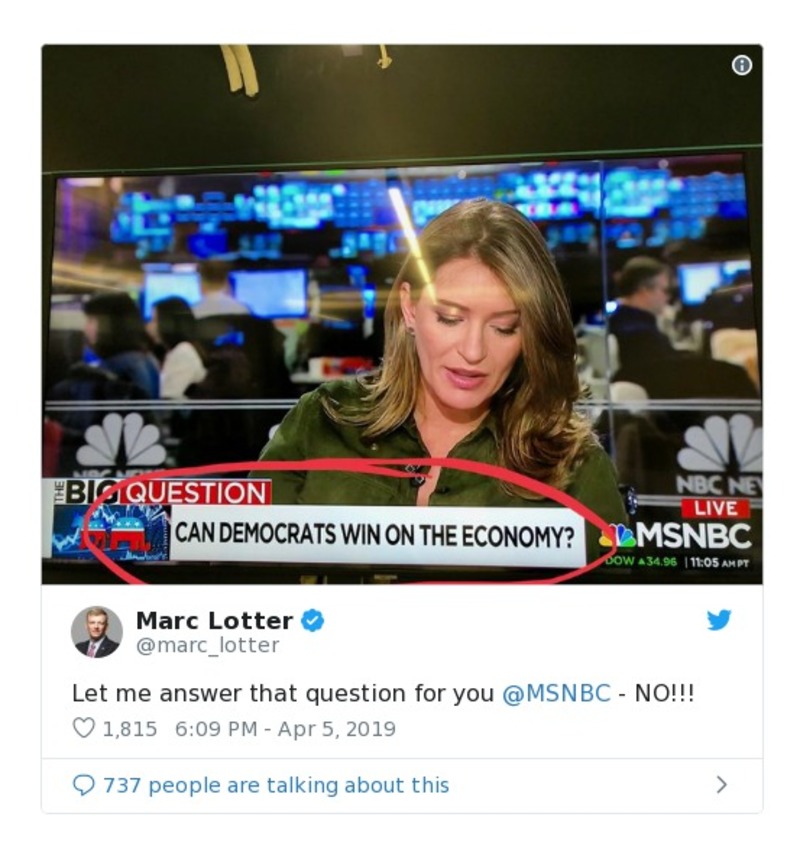 NBC NEWS
NBC NE
THE BIG QUESTION
LIVE
CAN DEMOCRATS WIN ON THE ECONOMY?
MSNBC
DOW ▲34.96 | 11:05 AM PT
Marc Lotter
@marc_lotter
Let me answer that question for you @MSNBC - NO!!!
1,815 6:09 PM - Apr 5, 2019
737 people are talking about this